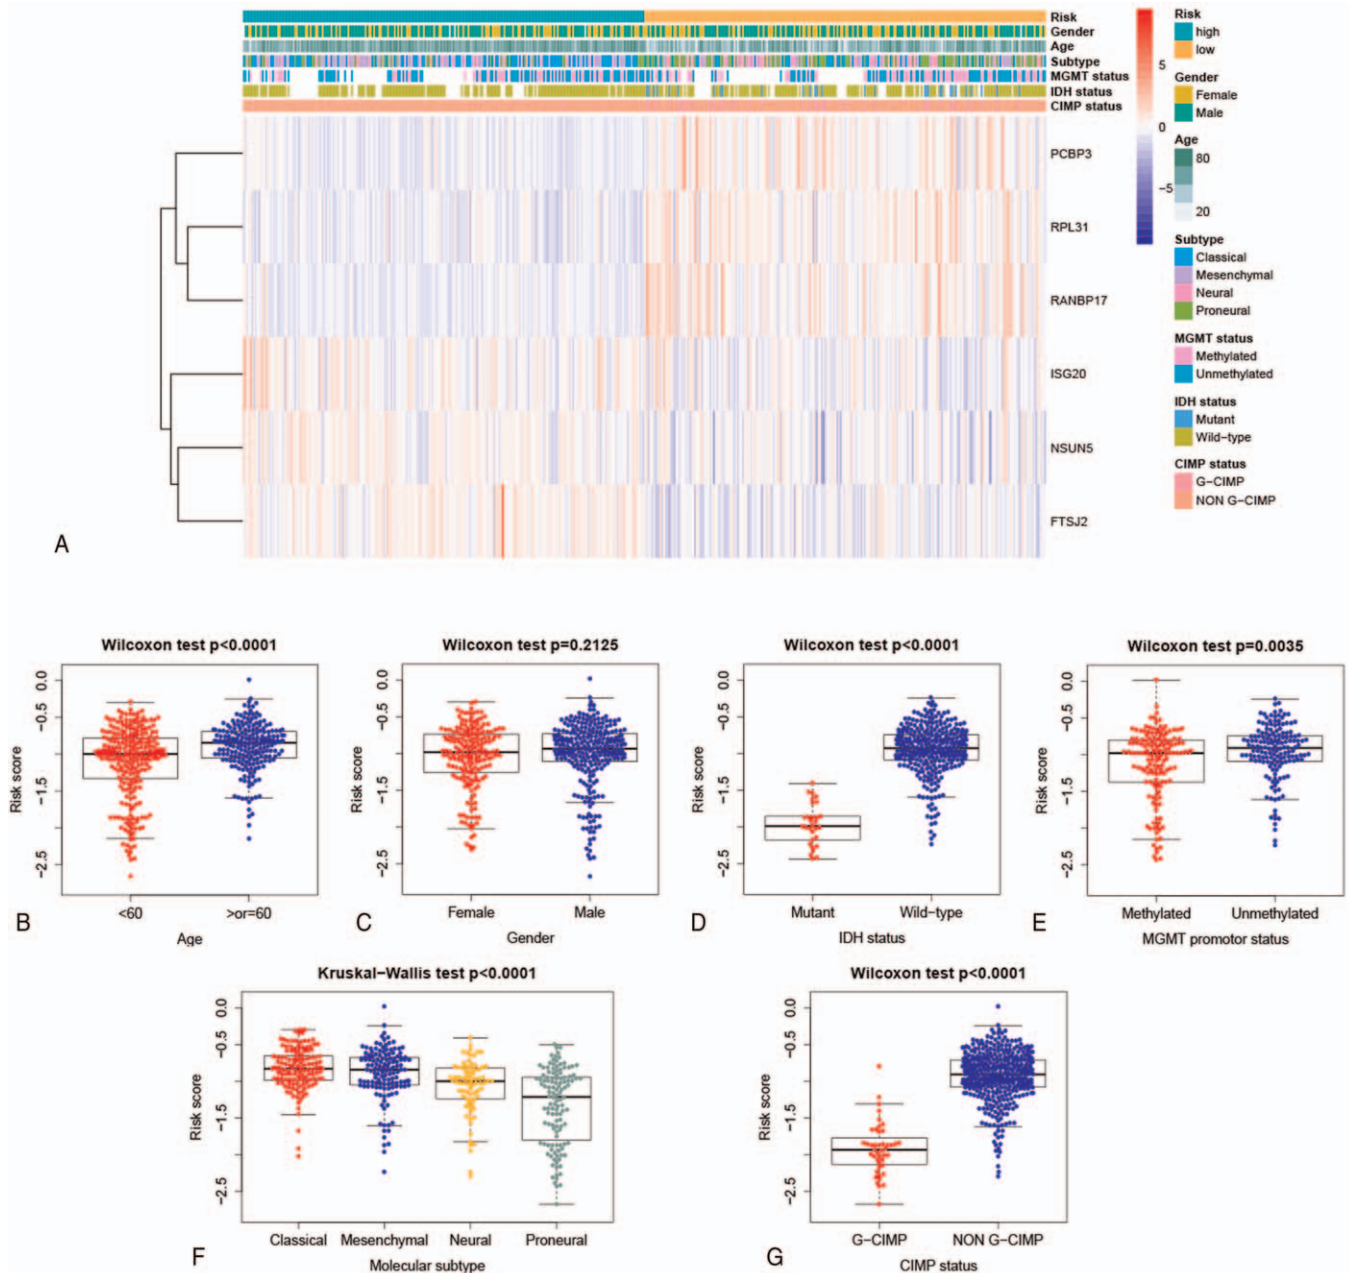 Risk
Gender
Age
Subtype
MGMT status
IDH status
CIMP status
PCBP3
RPL31
RANBP17
ISG20
NSUN5
FTSJ2
5
0
−5
Risk
high
low
Gender
Female
Male
Age
80
20
Subtype
Classical
Mesenchymal
Neural
Proneural
MGMT status
Methylated
Unmethylated
IDH status
Mutant
Wild−type
CIMP status
G−CIMP
NON G−CIMP
A
Wilcoxon test p<0.0001
Risk score
0.0
−0.5
−1.5
−2.5
<60
>or=60
Age
B
Wilcoxon test p=0.2125
Risk score
0.0
−0.5
−1.5
−2.5
Female
Male
Gender
C
Wilcoxon test p<0.0001
Risk score
0.0
−0.5
−1.5
−2.5
Mutant
Wild−type
IDH status
D
Wilcoxon test p=0.0035
Risk score
0.0
−0.5
−1.5
−2.5
Methylated
Unmethylated
MGMT promotor status
E
Kruskal−Wallis test p<0.0001
Risk score
0.0
−0.5
−1.5
−2.5
Classical
Mesenchymal
Neural
Proneural
Molecular subtype
F
Wilcoxon test p<0.0001
Risk score
0.0
−0.5
−1.5
−2.5
G−CIMP
NON G−CIMP
CIMP status
G